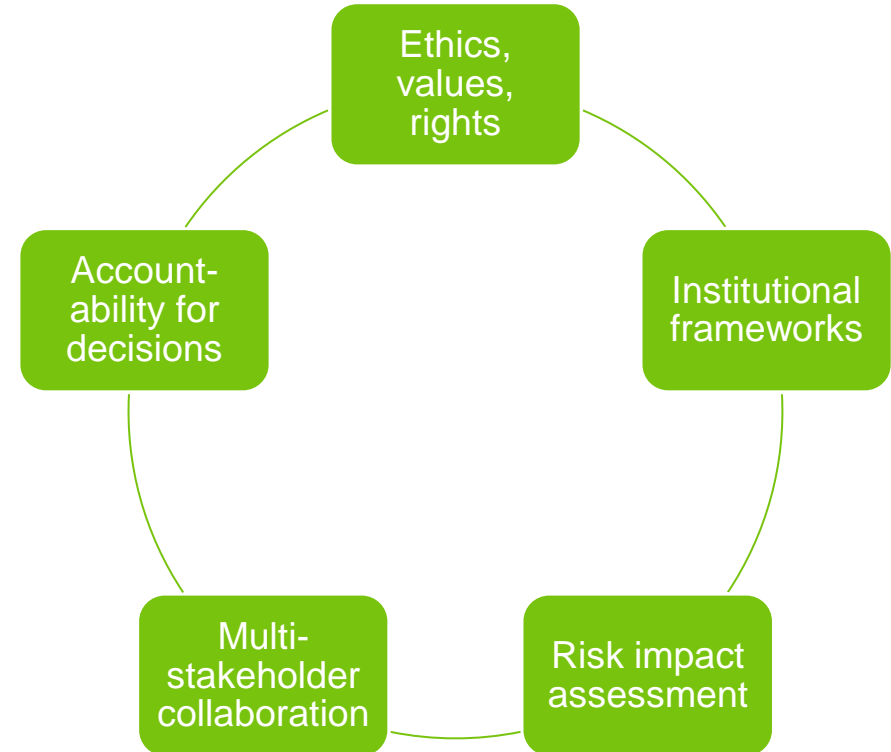 Ethics,
values,
rights
Institutional
frameworks
Risk impact
assessment
Multi-
stakeholder
collaboration
Account-
ability for
decisions